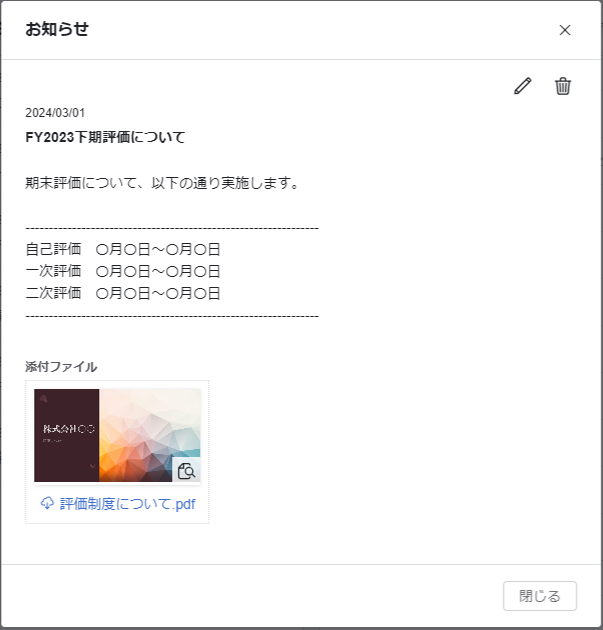 お知らせ
2024/03/01
FY2023下期評価について
期末評価について、以下の通り実施します。
-----------------------------------------------------------------
自己評価　〇月〇日～〇月〇日
一次評価　〇月〇日～〇月〇日
二次評価　〇月〇日～〇月〇日
-----------------------------------------------------------------
添付ファイル
株式会社〇〇
評価制度について.pdf
閉じる